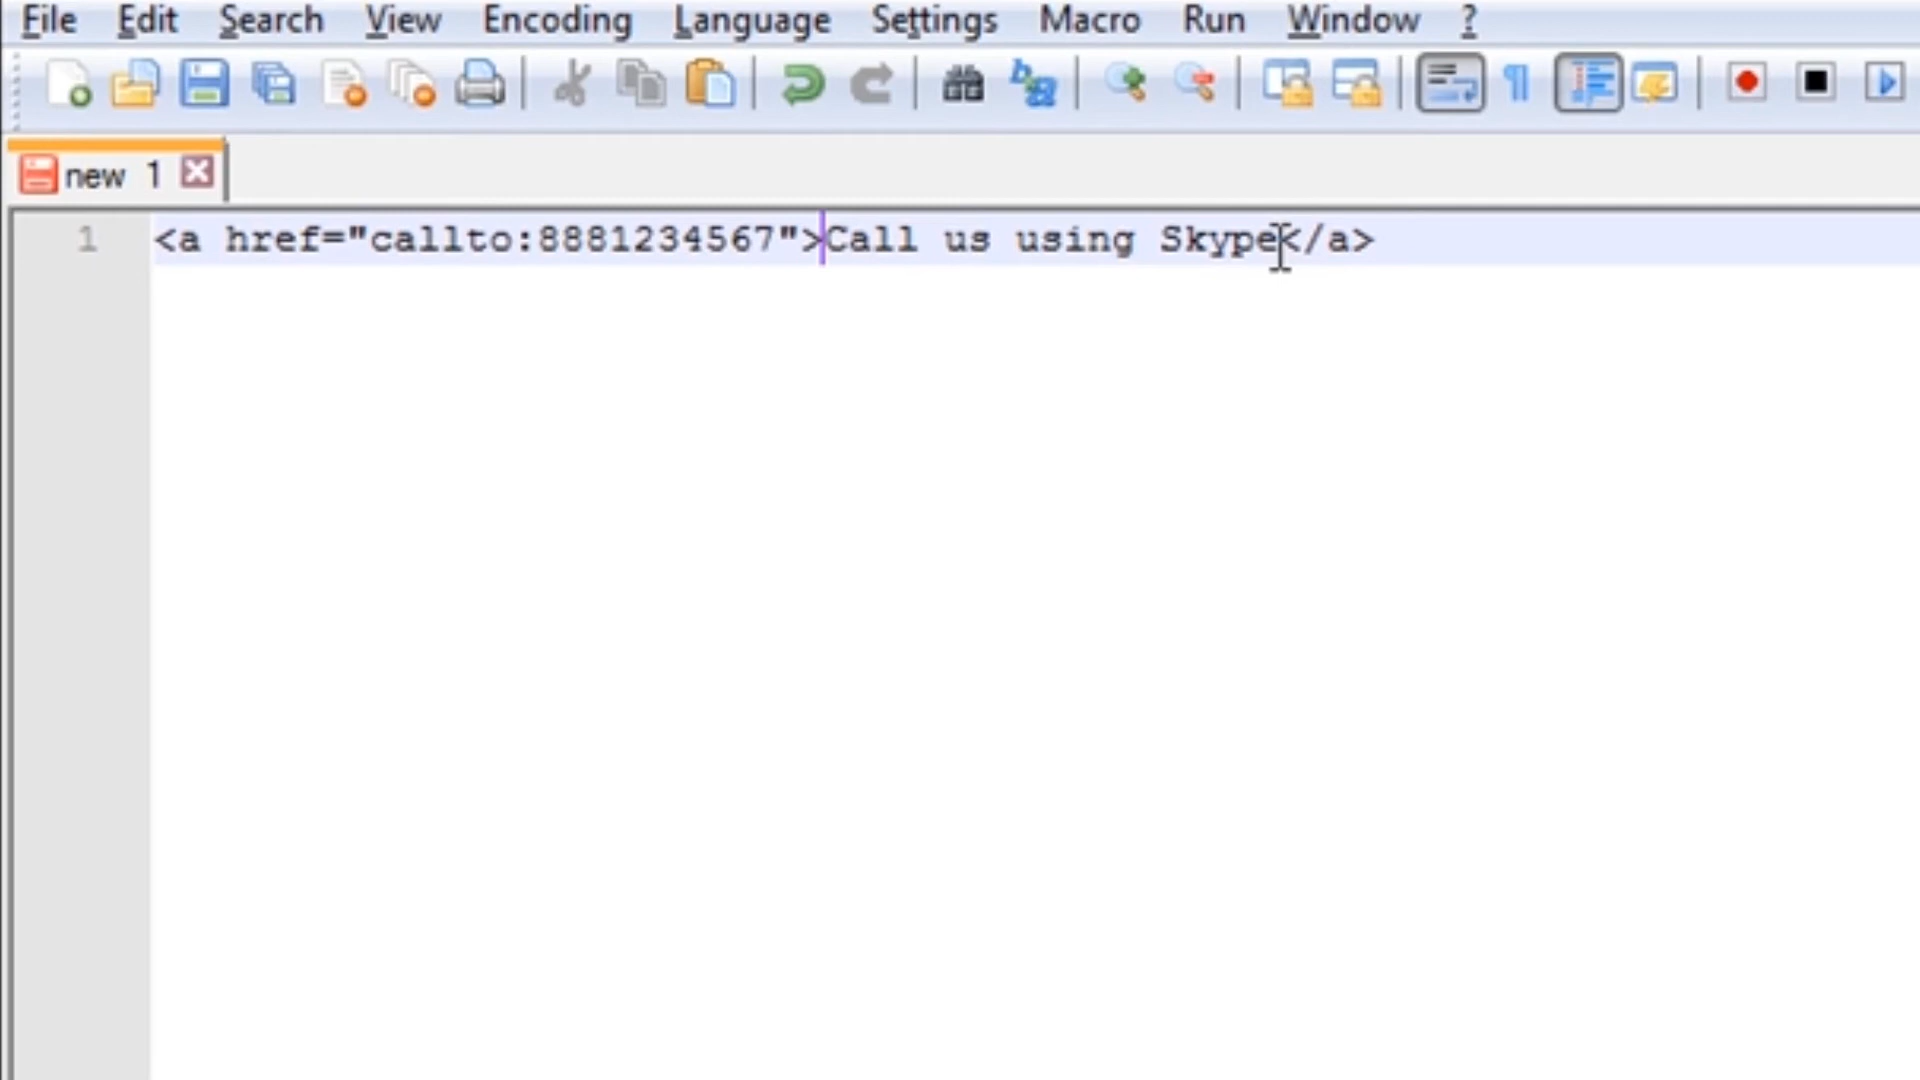 File Edit Search View Encoding Language Settings Macro Run Window ?
new 1
1 <a href="callto:8881234567">Call us using Skype</a>